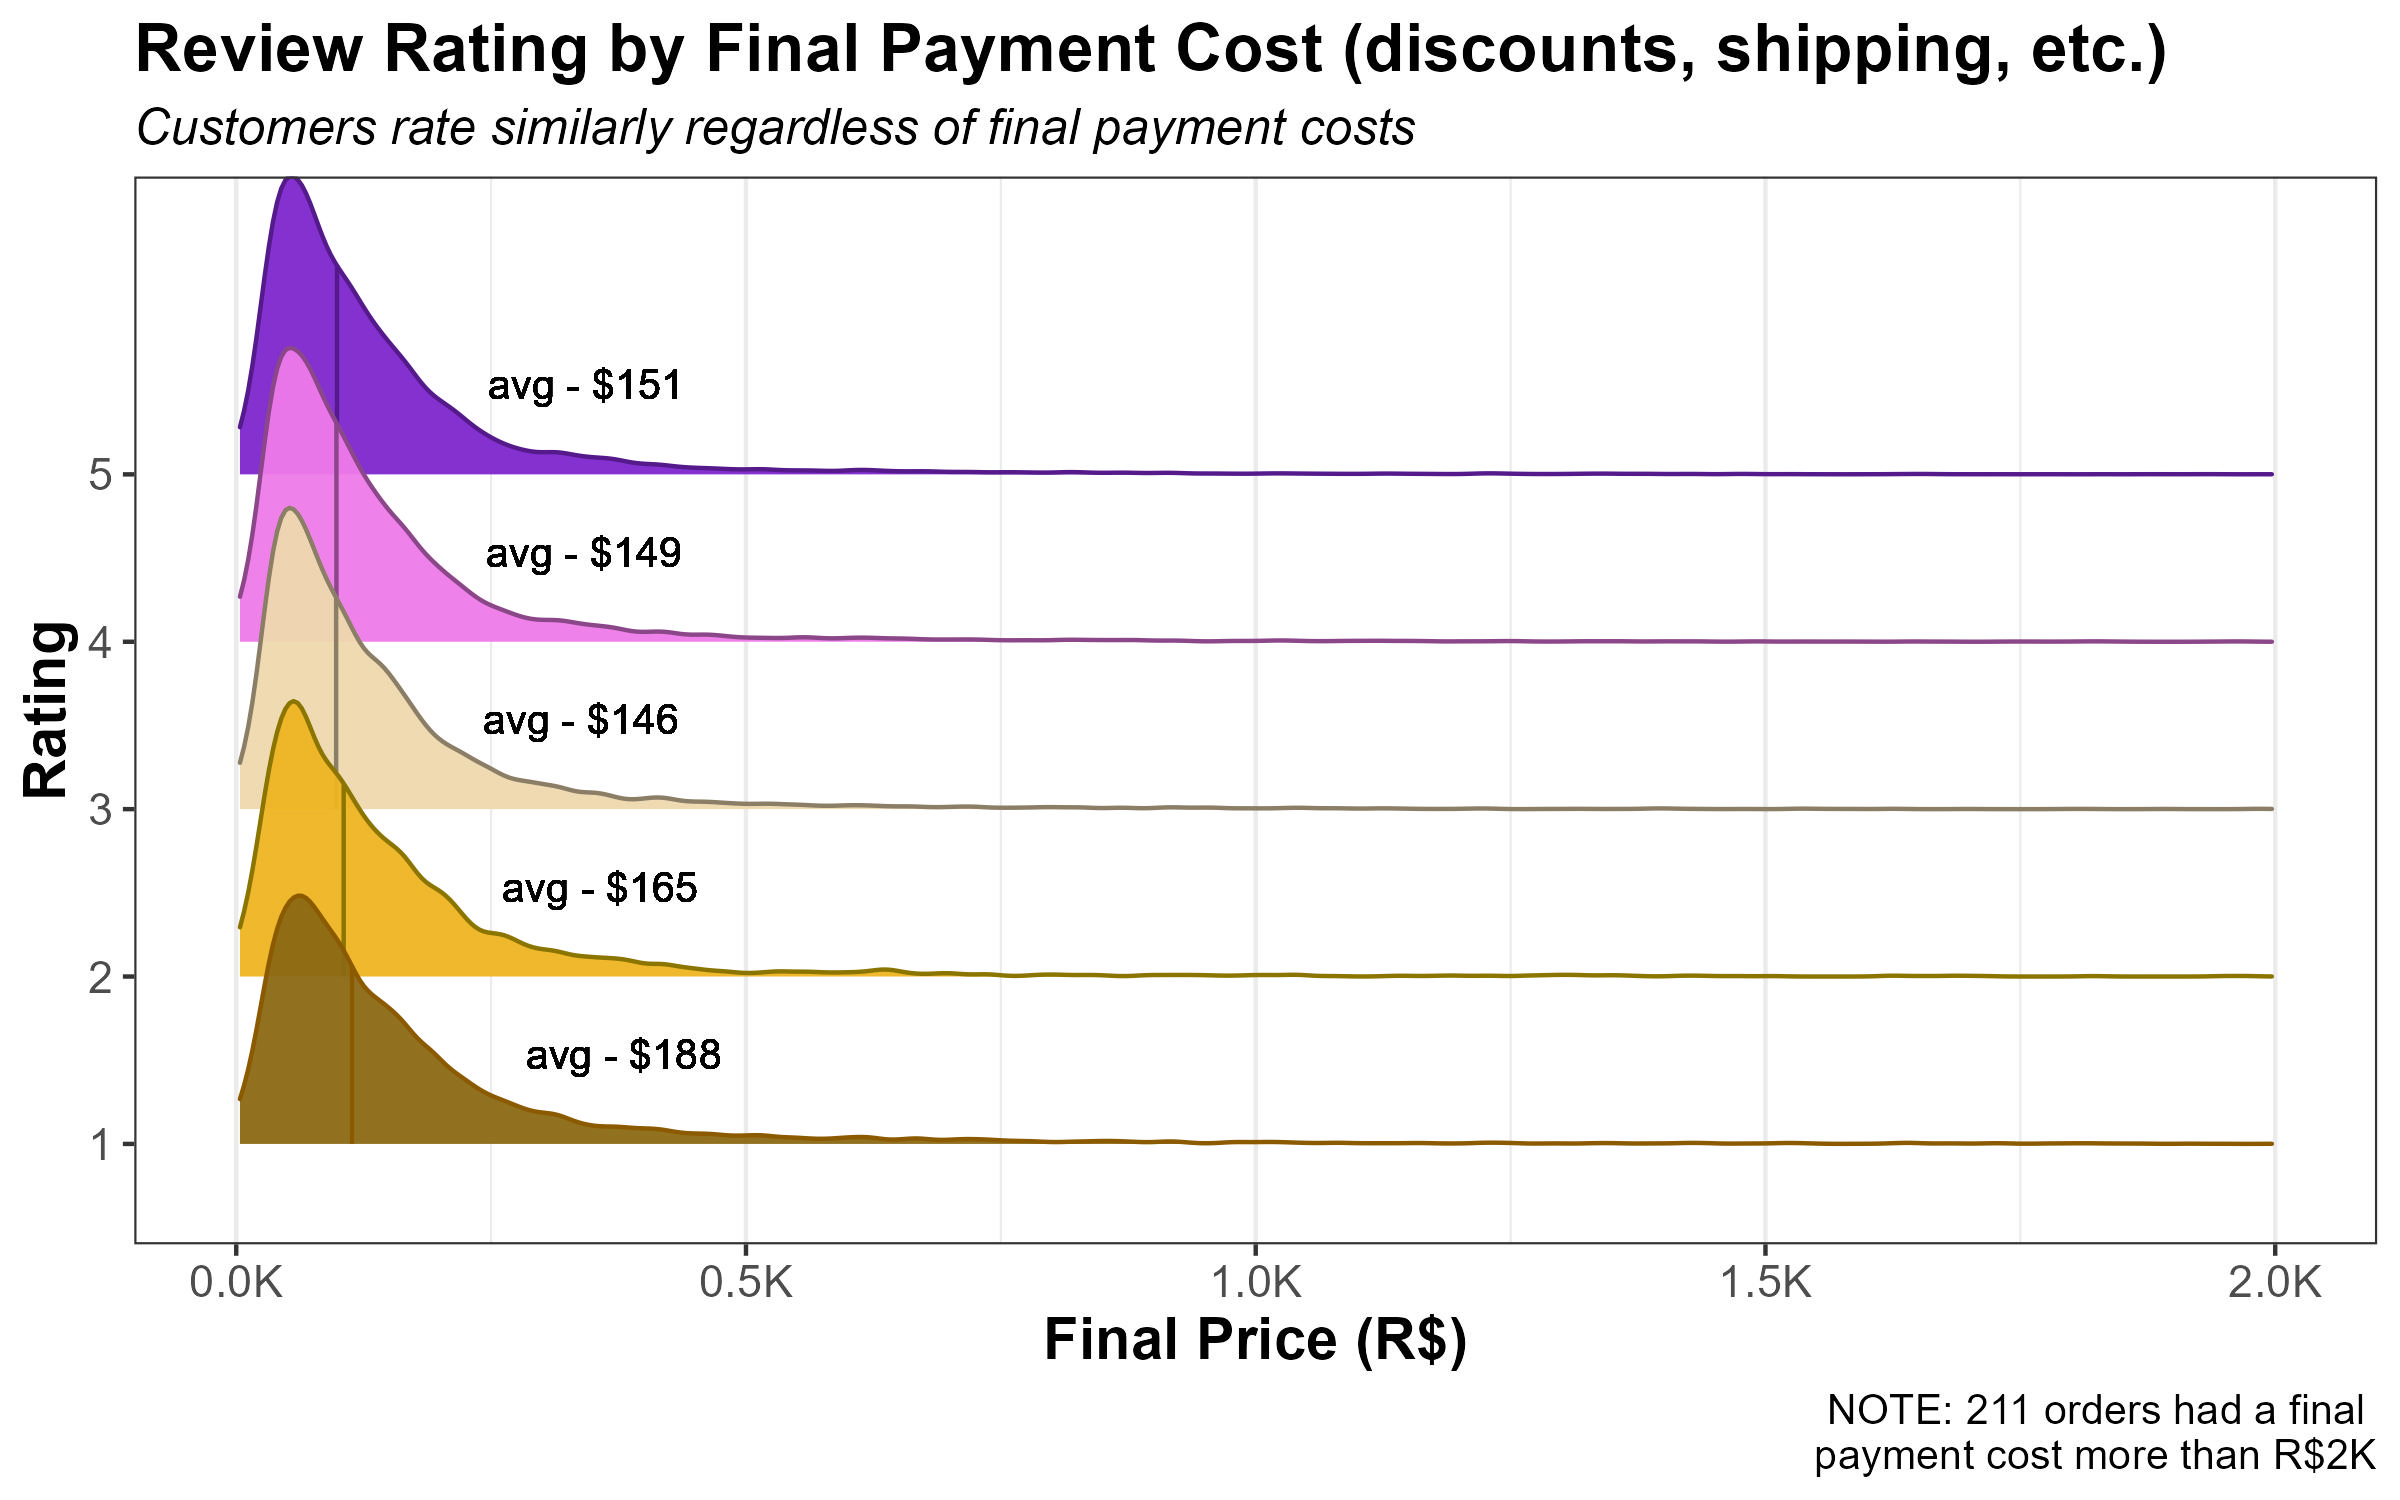 Review Rating by Final Payment Cost (discounts, shipping, etc.)
Customers rate similarly regardless of final payment costs
Rating
5
4
3
2
1
avg - $151
avg - $149
avg - $146
avg - $165
avg - $188
0.0K
0.5K
1.0K
1.5K
2.0K
Final Price (R$)
NOTE: 211 orders had a final
payment cost more than R$2K